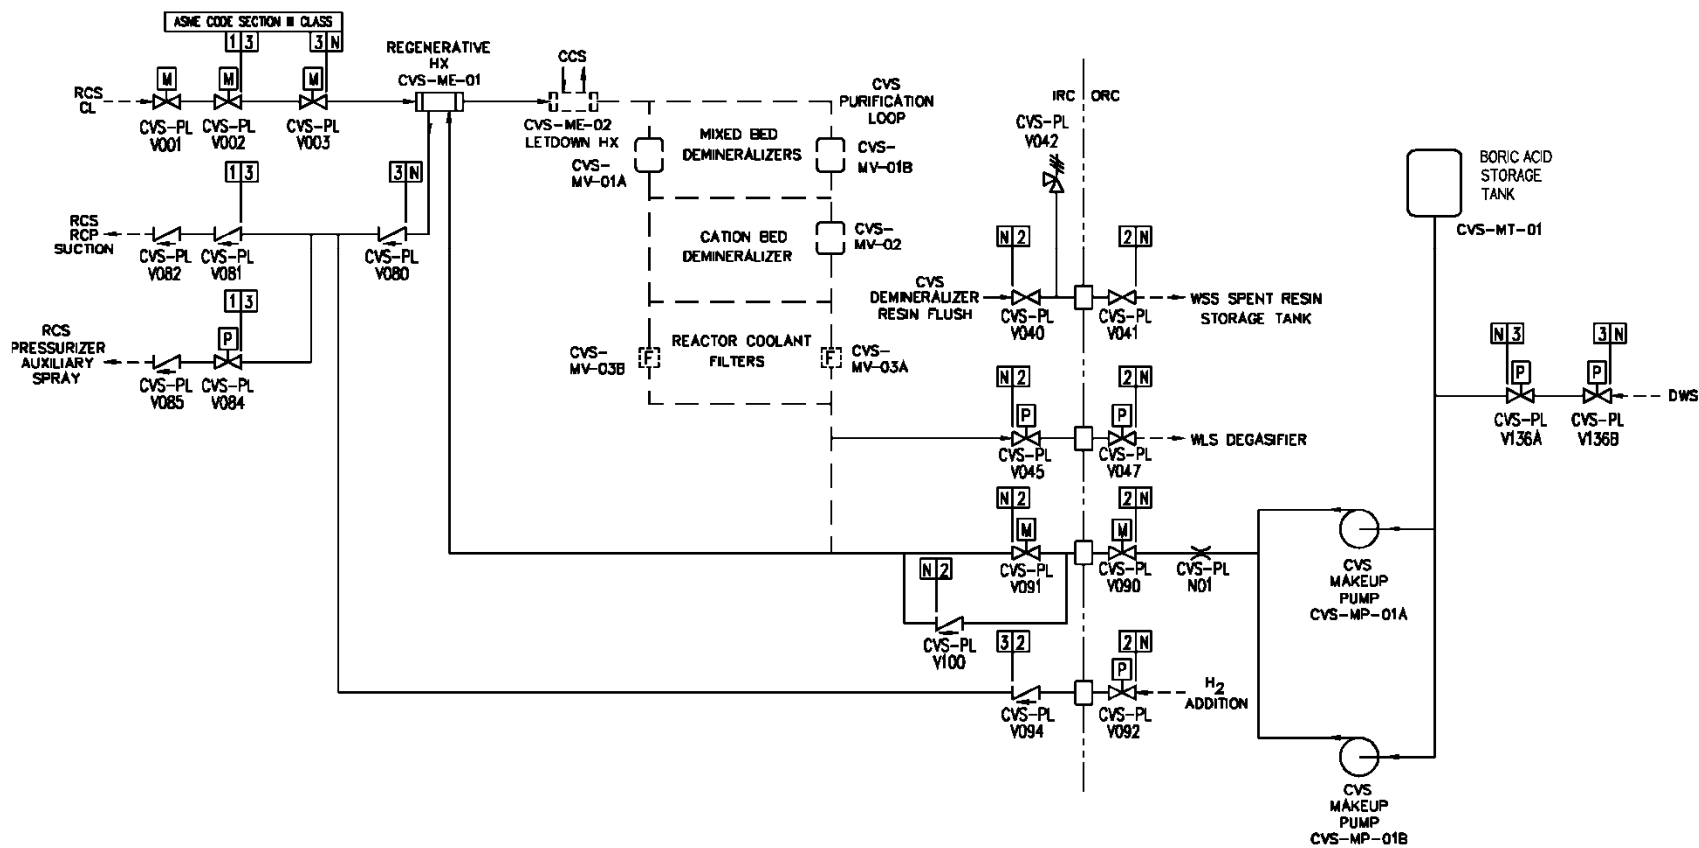 ASME CODE SECTION III CLASS
1 3
3 N
M
M
M
RCS
CL
CVS-PL
V001
CVS-PL
V002
CVS-PL
V003
REGENERATIVE
HX
CVS-ME-01
CCS
CVS-ME-02
LETDOWN HX
CVS
PURIFICATION
LOOP
MIXED BED
DEMINERALIZERS
CVS-
MV-01A
CVS-
MV-01B
CATION BED
DEMINERALIZER
CVS-
MV-02
REACTOR COOLANT
FILTERS
F
CVS-
MV-03B
F
CVS-
MV-03A
1 3
3 N
RCS
RCP
SUCTION
CVS-PL
V082
CVS-PL
V081
CVS-PL
V080
1 3
P
RCS
PRESSURIZER
AUXILIARY
SPRAY
CVS-PL
V085
CVS-PL
V084
IRC
ORC
CVS-PL
V042
N 2
2 N
CVS
DEMINERALIZER
RESIN FLUSH
CVS-PL
V040
CVS-PL
V041
WSS SPENT RESIN
STORAGE TANK
N 2
2 N
P
P
CVS-PL
V045
CVS-PL
V047
WLS DEGASIFIER
N 2
2 N
M
M
CVS-PL
V091
CVS-PL
V090
CVS-PL
N01
N 2
CVS-PL
V100
3 2
2 N
P
CVS-PL
V094
CVS-PL
V092
H2
ADDITION
BORIC ACID
STORAGE
TANK
CVS-MT-01
N 3
3 N
P
P
CVS-PL
V136A
CVS-PL
V136B
DWS
CVS
MAKEUP
PUMP
CVS-MP-01A
CVS
MAKEUP
PUMP
CVS-MP-01B